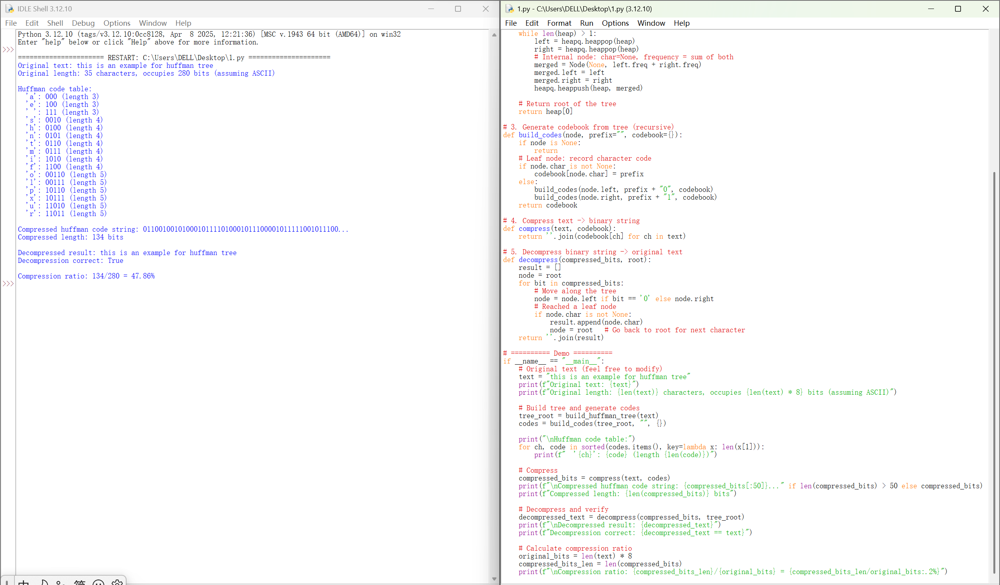 IDLE Shell 3.12.10
File Edit Shell Debug Options Window Help
Python 3.12.10 (tags/v3.12.10:0cc8128, Apr  8 2025, 12:21:36) [MSC v.1943 64 bit (AMD64)] on win32
Enter "help" below or click "Help" above for more information.
>>>
====================== RESTART: C:\Users\DELL\Desktop\1.py =====================
Original text: this is an example for huffman tree
Original length: 35 characters, occupies 280 bits (assuming ASCII)
Huffman code table:
  'a': 000 (length 3)
  'e': 100 (length 3)
  ' ': 111 (length 3)
  's': 0010 (length 4)
  'h': 0100 (length 4)
  'n': 0101 (length 4)
  't': 0110 (length 4)
  'm': 0111 (length 4)
  'i': 1010 (length 4)
  'f': 1100 (length 4)
  'o': 00110 (length 5)
  'l': 00111 (length 5)
  'p': 10110 (length 5)
  'x': 10111 (length 5)
  'u': 11010 (length 5)
  'r': 11011 (length 5)
Compressed huffman code string: 01100100101000101111010001011100001011111001011100...
Compressed length: 134 bits
Decompressed result: this is an example for huffman tree
Decompression correct: True
Compression ratio: 134/280 = 47.86%
>>>
中 简
1.py - C:\Users\DELL\Desktop\1.py (3.12.10)
File Edit Format Run Options Window Help
    while len(heap) > 1:
        left = heapq.heappop(heap)
        right = heapq.heappop(heap)
        # Internal node: char=None, frequency = sum of both
        merged = Node(None, left.freq + right.freq)
        merged.left = left
        merged.right = right
        heapq.heappush(heap, merged)
    # Return root of the tree
    return heap[0]
# 3. Generate codebook from tree (recursive)
def build_codes(node, prefix="", codebook={}):
    if node is None:
        return
    # Leaf node: record character code
    if node.char is not None:
        codebook[node.char] = prefix
    else:
        build_codes(node.left, prefix + "0", codebook)
        build_codes(node.right, prefix + "1", codebook)
    return codebook
# 4. Compress text -> binary string
def compress(text, codebook):
    return ''.join(codebook[ch] for ch in text)
# 5. Decompress binary string -> original text
def decompress(compressed_bits, root):
    result = []
    node = root
    for bit in compressed_bits:
        # Move along the tree
        node = node.left if bit == '0' else node.right
        # Reached a leaf node
        if node.char is not None:
            result.append(node.char)
            node = root   # Go back to root for next character
    return ''.join(result)
# ========== Demo ==========
if __name__ == "__main__":
    # Original text (feel free to modify)
    text = "this is an example for huffman tree"
    print(f"Original text: {text}")
    print(f"Original length: {len(text)} characters, occupies {len(text) * 8} bits (assuming ASCII)")
    # Build tree and generate codes
    tree_root = build_huffman_tree(text)
    codes = build_codes(tree_root, "", {})
    print("\nHuffman code table:")
    for ch, code in sorted(codes.items(), key=lambda x: len(x[1])):
        print(f"  '{ch}': {code} (length {len(code)})")
    # Compress
    compressed_bits = compress(text, codes)
    print(f"\nCompressed huffman code string: {compressed_bits[:50]}..." if len(compressed_bits) > 50 else compressed_bits)
    print(f"Compressed length: {len(compressed_bits)} bits")
    # Decompress and verify
    decompressed_text = decompress(compressed_bits, tree_root)
    print(f"\nDecompressed result: {decompressed_text}")
    print(f"Decompression correct: {decompressed_text == text}")
    # Calculate compression ratio
    original_bits = len(text) * 8
    compressed_bits_len = len(compressed_bits)
    print(f"\nCompression ratio: {compressed_bits_len}/{original_bits} = {compressed_bits_len/original_bits:.2%}")